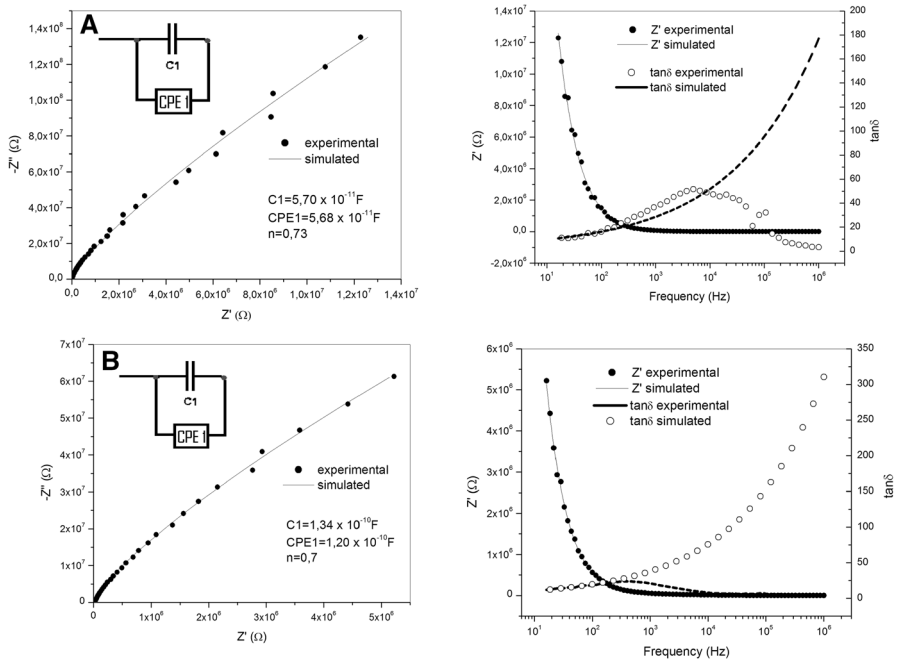 A
C1
CPE 1
experimental
simulated
C1=5,70 x 10⁻¹¹F
CPE1=5,68 x 10⁻¹¹F
n=0,73
-Z" (Ω)
1,4x10⁸
1,2x10⁸
1,0x10⁸
8,0x10⁷
6,0x10⁷
4,0x10⁷
2,0x10⁷
0,0
0,0 2,0x10⁶ 4,0x10⁶ 6,0x10⁶ 8,0x10⁶ 1,0x10⁷ 1,2x10⁷ 1,4x10⁷
Z' (Ω)
Z' experimental
Z' simulated
tanδ experimental
tanδ simulated
Z' (Ω)
1,4x10⁷
1,2x10⁷
1,0x10⁷
8,0x10⁶
6,0x10⁶
4,0x10⁶
2,0x10⁶
0,0
-2,0x10⁶
200
180
160
140
120
100
80
60
40
20
0
tanδ
10¹ 10² 10³ 10⁴ 10⁵ 10⁶
Frequency (Hz)
B
C1
CPE 1
experimental
simulated
C1=1,34 x 10⁻¹⁰F
CPE1=1,20 x 10⁻¹⁰F
n=0,7
-Z" (Ω)
7x10⁷
6x10⁷
5x10⁷
4x10⁷
3x10⁷
2x10⁷
1x10⁷
0
0 1x10⁶ 2x10⁶ 3x10⁶ 4x10⁶ 5x10⁶
Z' (Ω)
Z' experimental
Z' simulated
tanδ experimental
tanδ simulated
Z' (Ω)
6x10⁶
5x10⁶
4x10⁶
3x10⁶
2x10⁶
1x10⁶
0
350
300
250
200
150
100
50
0
tanδ
10¹ 10² 10³ 10⁴ 10⁵ 10⁶
Frequency (Hz)